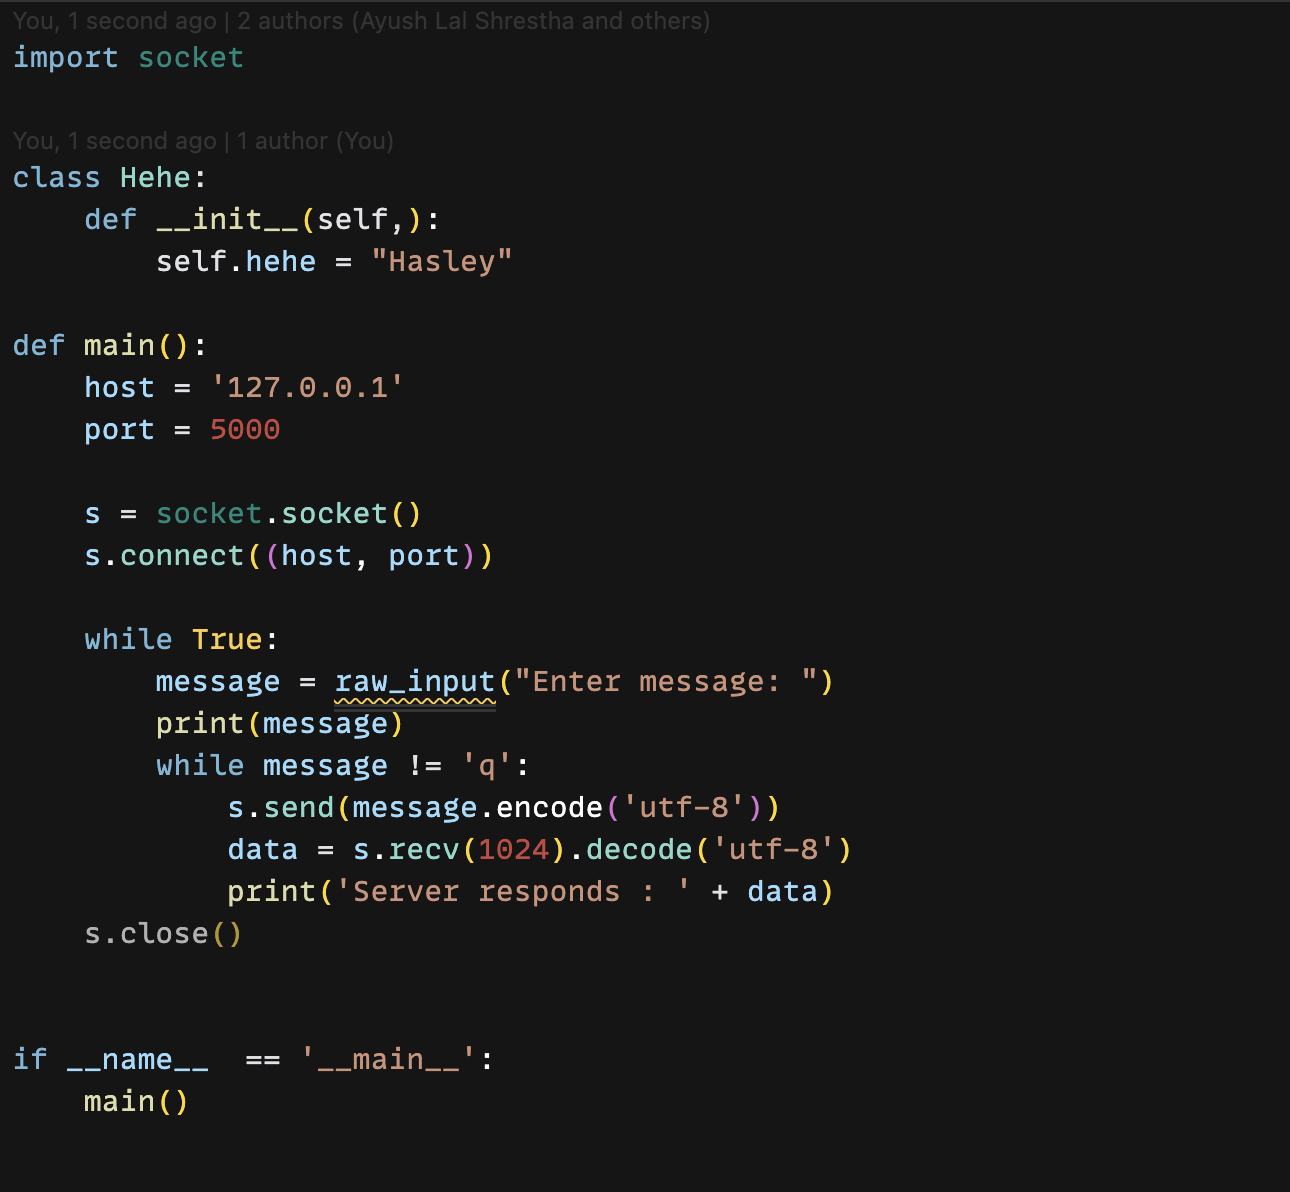 You, 1 second ago | 2 authors (Ayush Lal Shrestha and others)
import socket
You, 1 second ago | 1 author (You)
class Hehe:
    def __init__(self,):
        self.hehe = "Hasley"
def main():
    host = '127.0.0.1'
    port = 5000
    s = socket.socket()
    s.connect((host, port))
    while True:
        message = raw_input("Enter message: ")
        print(message)
        while message != 'q':
            s.send(message.encode('utf-8'))
            data = s.recv(1024).decode('utf-8')
            print('Server responds : ' + data)
    s.close()
if __name__  == '__main__':
    main()